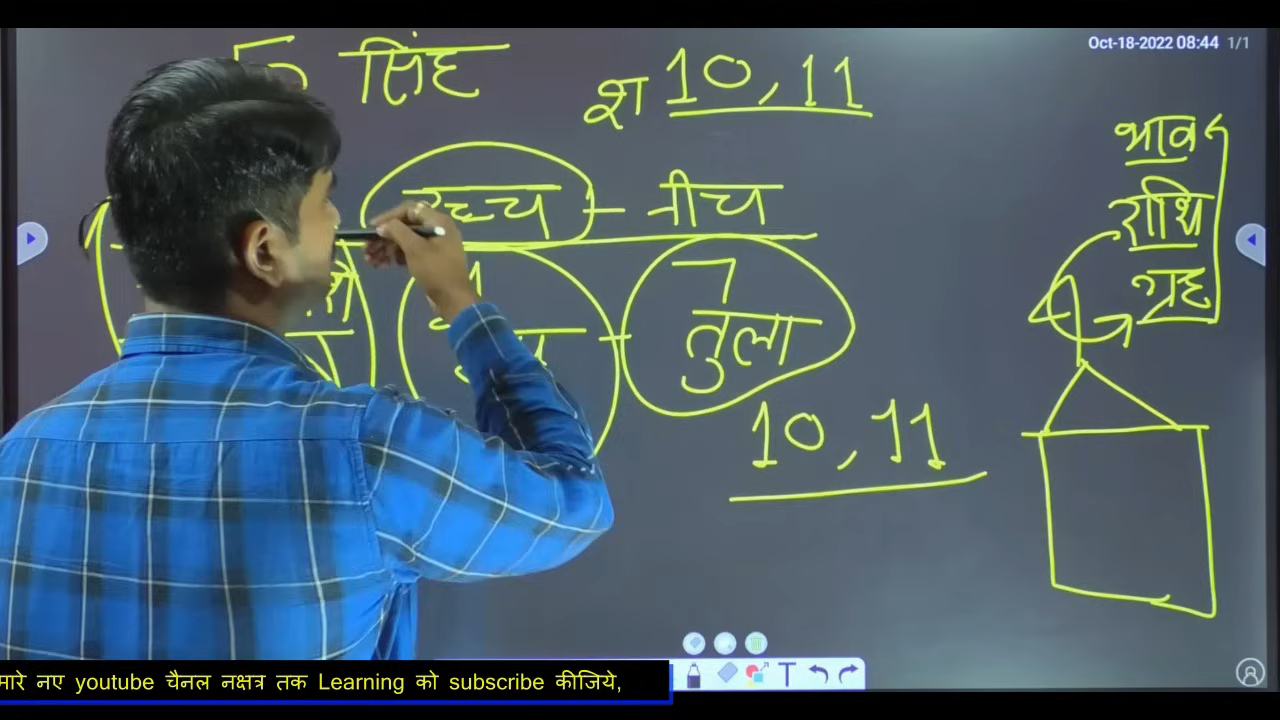 Oct-18-2022 08:44 1/1
5 सिंह
श 10, 11
भाव
उच्च - नीच
राशि
ग्रह
7
तुला
10, 11
T
मारे नए youtube चैनल नक्षत्र तक Learning को subscribe कीजिये,